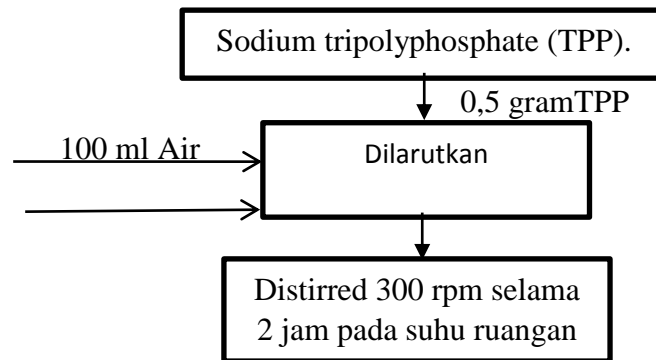 Sodium tripolyphosphate (TPP).
0,5 gramTPP
100 ml Air
Dilarutkan
Distirred 300 rpm selama
2 jam pada suhu ruangan